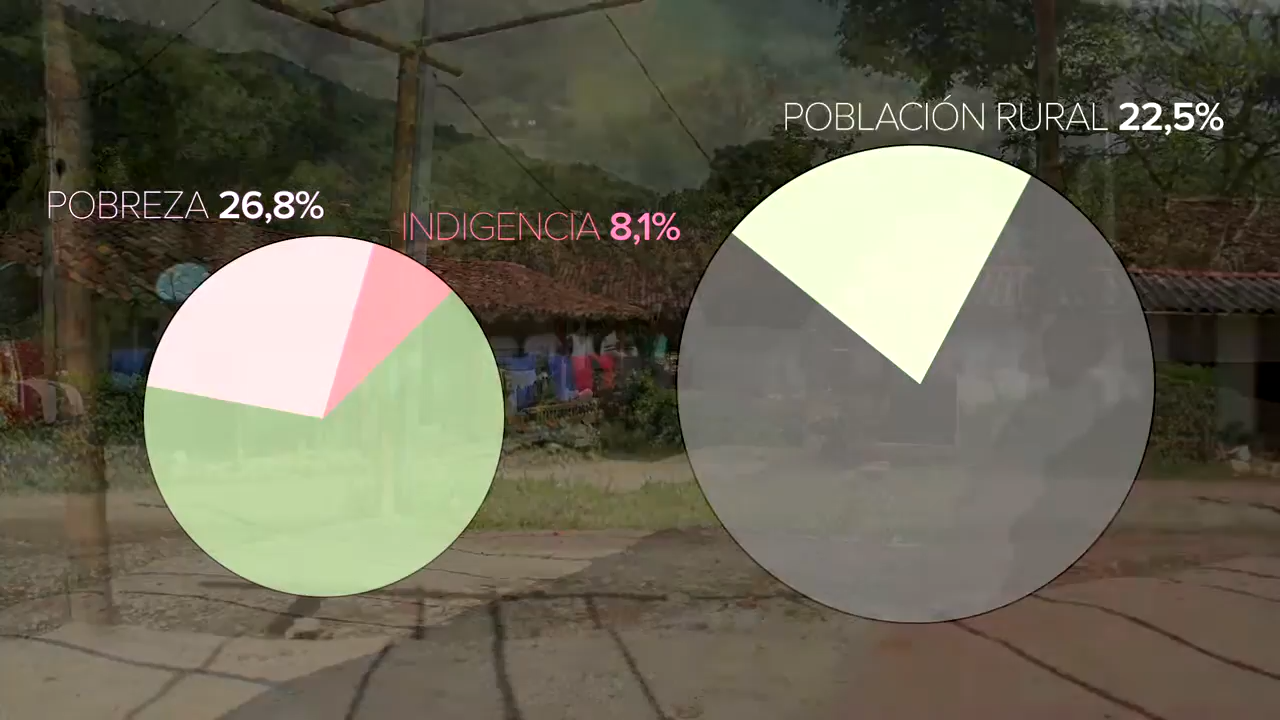 POBLACIÓN RURAL 22,5%
POBREZA 26,8%
INDIGENCIA 8,1%